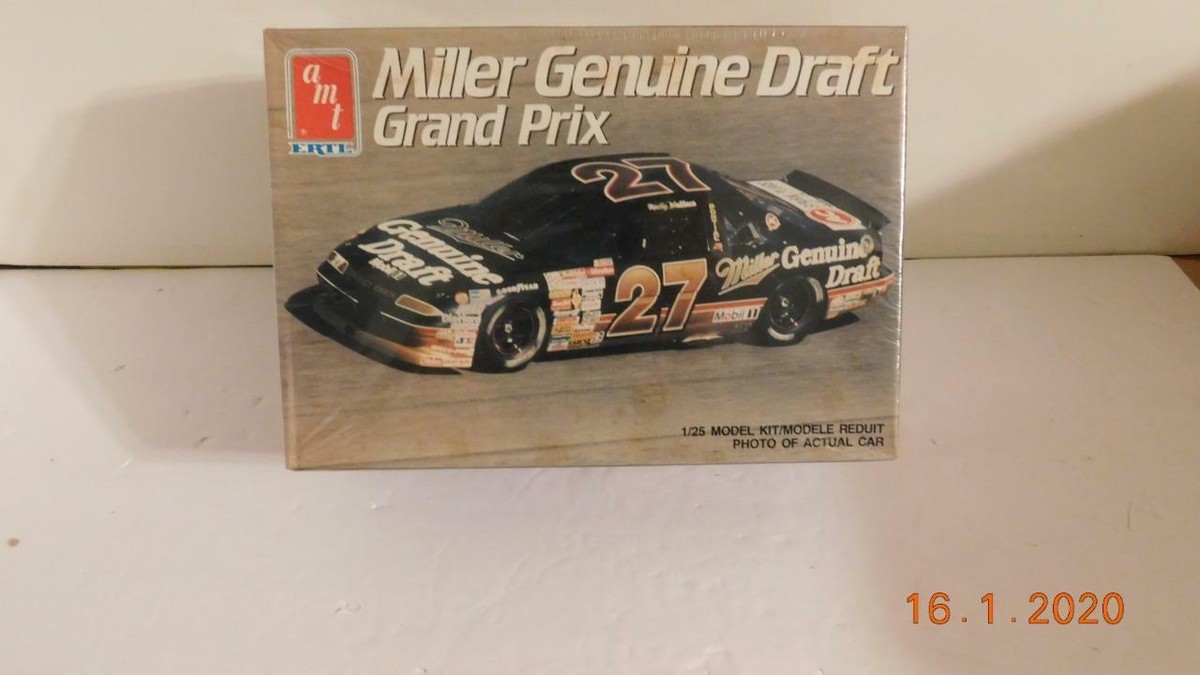 amt
ERTL
Miller Genuine Draft
Grand Prix
27
Miller
Genuine
Draft
GOODYEAR
27
Mobil 1
Miller Genuine
Draft
1/25 MODEL KIT/MODELE REDUIT
PHOTO OF ACTUAL CAR
16.1.2020